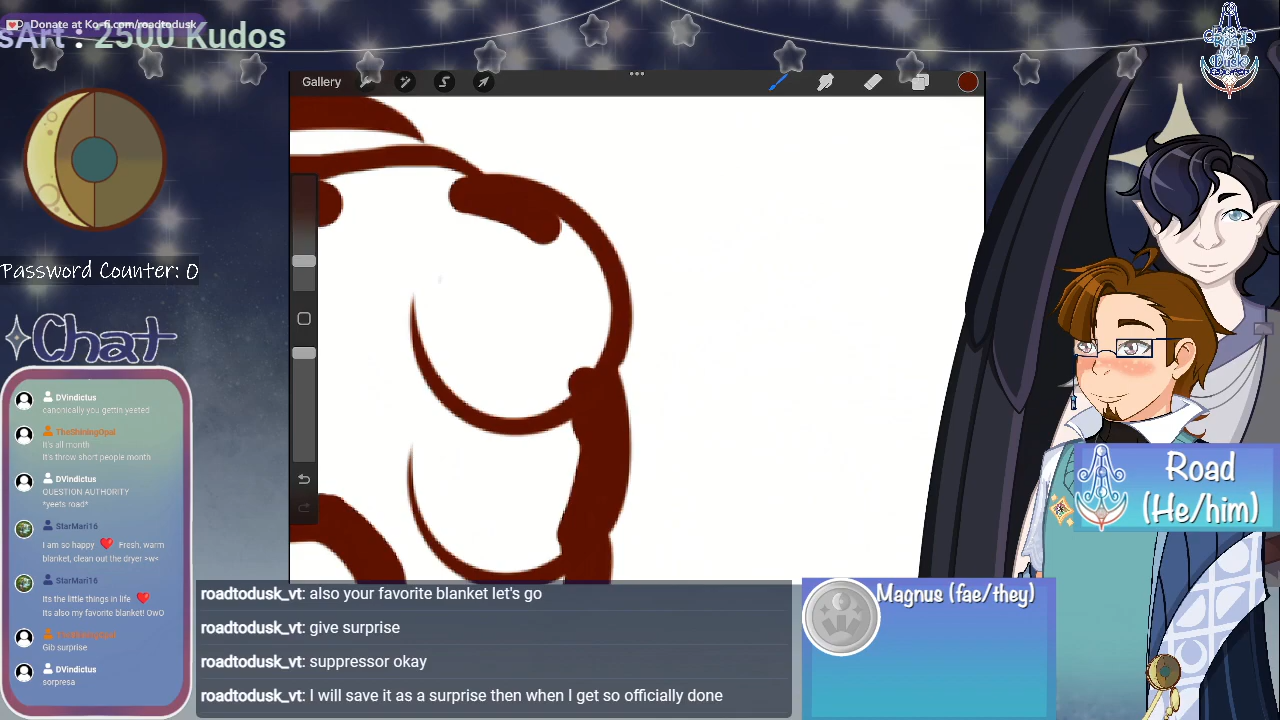 Donate at Ko-fi.com/roadtodusk
sArt : 2500 Kudos
Gallery
Road
to
Dusk
Password Counter: 0
Chat
DVindictus
canonically you gettin yeeted
TheShiningOpal
It's all month
It's throw short people month
DVindictus
QUESTION AUTHORITY
*yeets road*
StarMari16
I am so happy ❤ Fresh, warm
blanket, clean out the dryer >w<
StarMari16
Its the little things in life ❤
Its also my favorite blanket! OwO
TheShiningOpal
Gib surprise
DVindictus
sorpresa
roadtodusk_vt: also your favorite blanket let's go
roadtodusk_vt: give surprise
roadtodusk_vt: suppressor okay
roadtodusk_vt: I will save it as a surprise then when I get so officially done
Magnus (fae/they)
Road
(He/him)